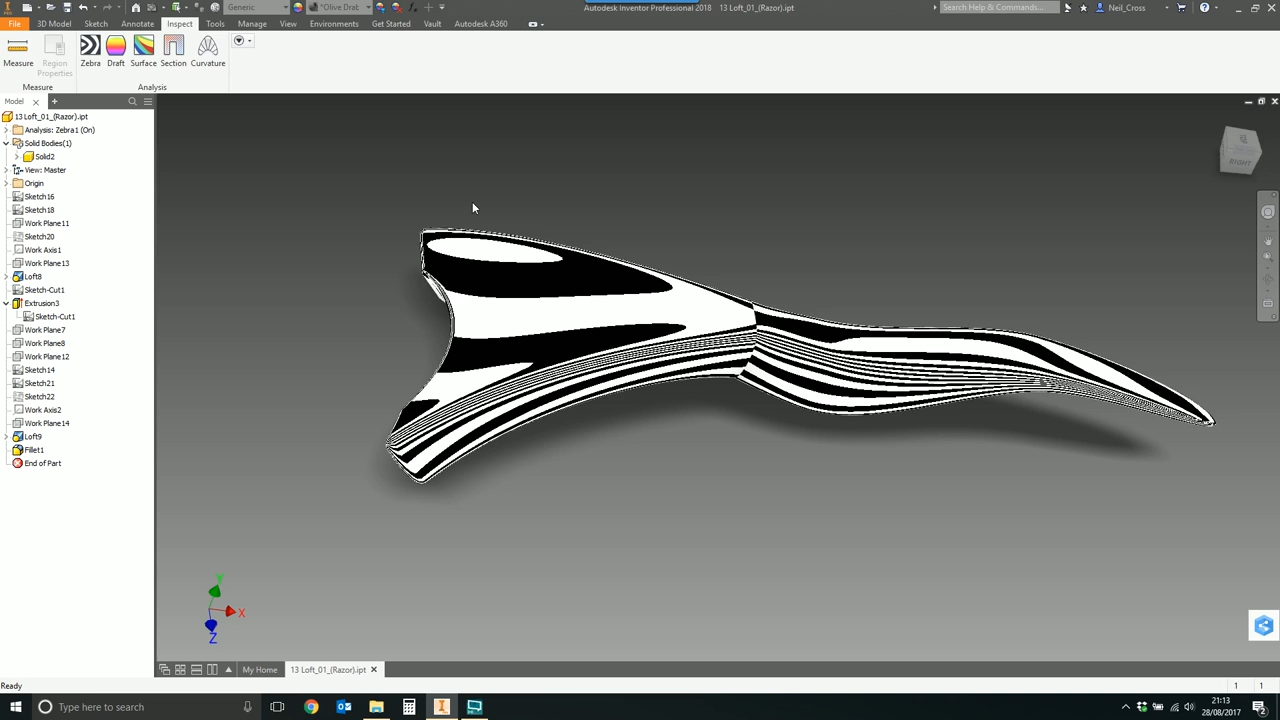 Generic
*Olive Drab
Autodesk Inventor Professional 2018 13 Loft_01_(Razor).ipt
Search Help & Commands...
Neil_Cross
File 3D Model Sketch Annotate Inspect Tools Manage View Environments Get Started Vault Autodesk A360
Measure Region Properties Zebra Draft Surface Section Curvature
Measure Analysis
Model
13 Loft_01_(Razor).ipt
Analysis: Zebra1 (On)
Solid Bodies(1)
Solid2
View: Master
Origin
Sketch16
Sketch18
Work Plane11
Sketch20
Work Axis1
Work Plane13
Loft8
Sketch-Cut1
Extrusion3
Sketch-Cut1
Work Plane7
Work Plane8
Work Plane12
Sketch14
Sketch21
Sketch22
Work Axis2
Work Plane14
Loft9
Fillet1
End of Part
RIGHT
Y
X
Z
My Home 13 Loft_01_(Razor).ipt
Ready 1 1
Type here to search
21:13
28/08/2017